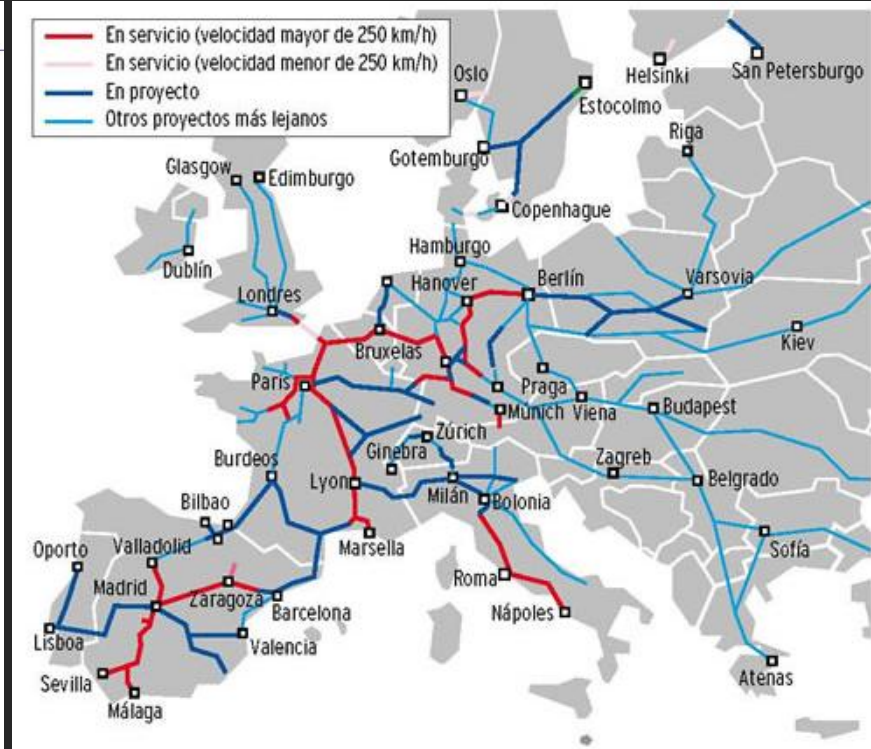 En servicio (velocidad mayor de 250 km/h)
En servicio (velocidad menor de 250 km/h)
En proyecto
Otros proyectos más lejanos
Oslo
Helsinki
San Petersburgo
Estocolmo
Riga
Gotemburgo
Glasgow
Edimburgo
Copenhague
Dublín
Hamburgo
Hanover
Berlín
Varsovia
Londres
Kiev
Bruxelas
París
Praga
Munich
Viena
Budapest
Zúrich
Ginebra
Burdeos
Zagreb
Lyon
Milán
Bolonia
Belgrado
Bilbao
Oporto
Valladolid
Marsella
Sofía
Madrid
Zaragoza
Roma
Barcelona
Nápoles
Lisboa
Valencia
Sevilla
Atenas
Málaga